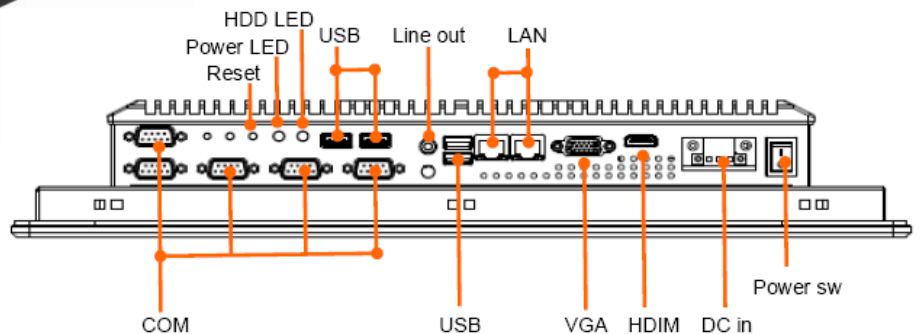 HDD LED
USB
Line out
LAN
Power LED
Reset
Power sw
COM
USB
VGA
HDIM
DC in